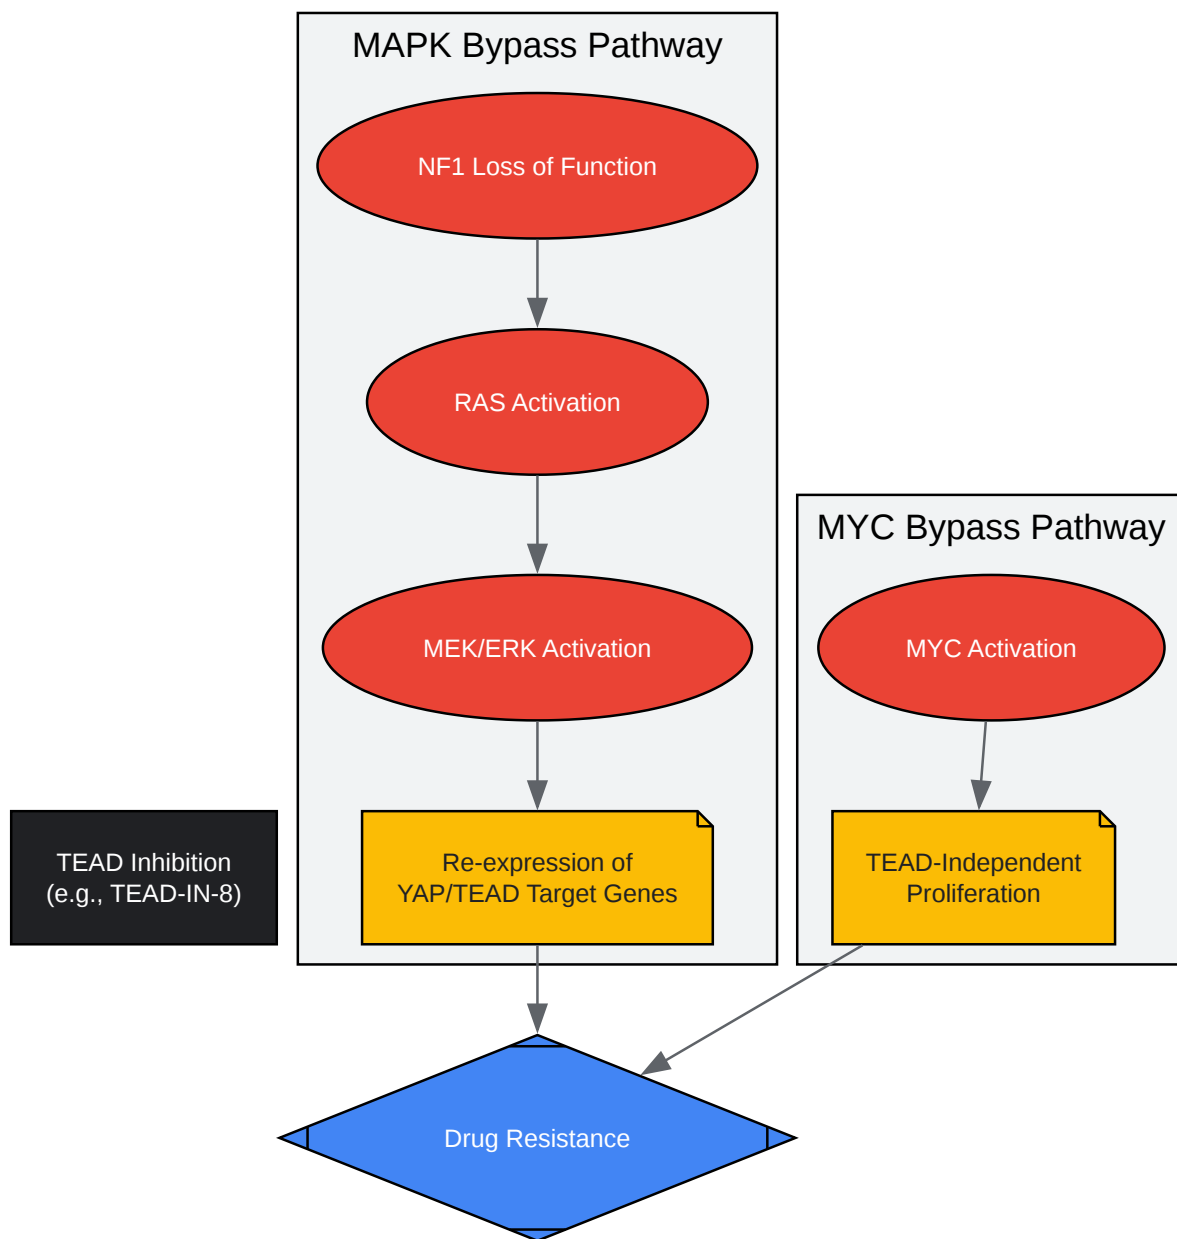 MAPK Bypass Pathway
NF1 Loss of Function
RAS Activation
MEK/ERK Activation
Re-expression of
YAP/TEAD Target Genes
MYC Bypass Pathway
MYC Activation
TEAD-Independent
Proliferation
TEAD Inhibition
(e.g., TEAD-IN-8)
Drug Resistance